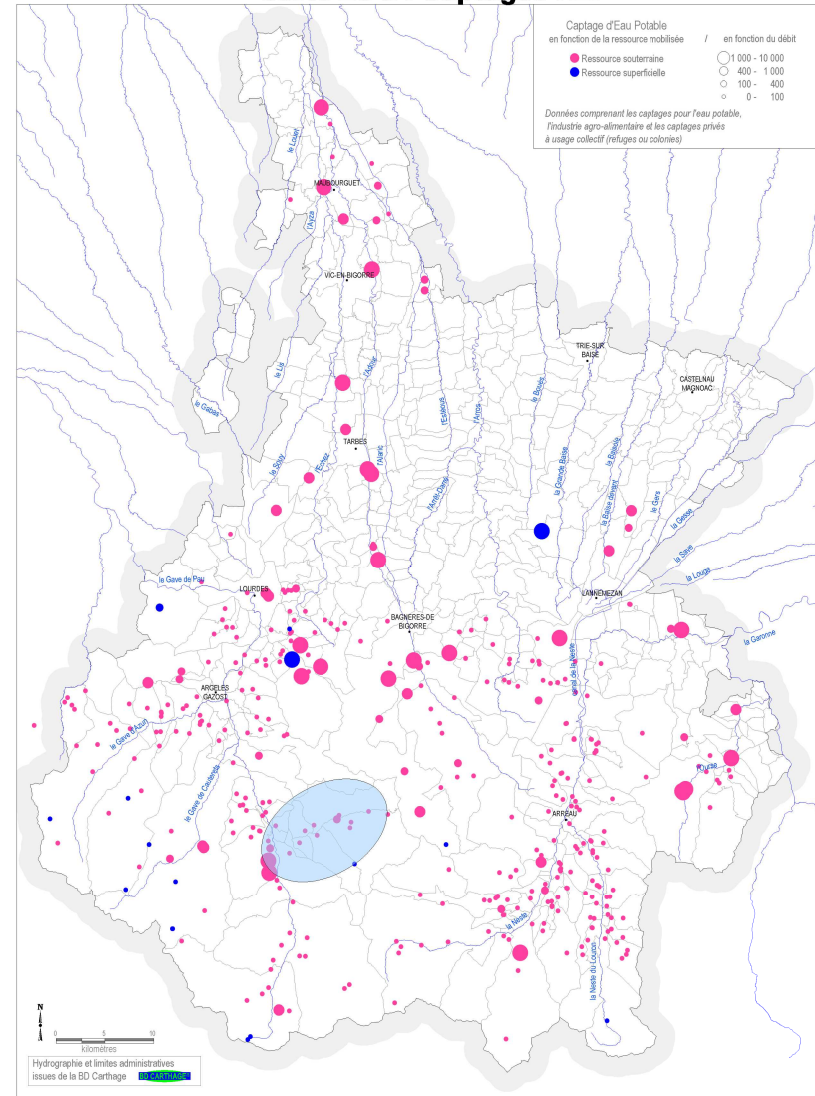 Captage d'Eau Potable
en fonction de la ressource mobilisée / en fonction du débit
Ressource souterraine
Ressource superfixielle
1 000 - 10 000
400 - 1 000
100 - 400
0 - 100
Données comprenant les captages pour l'eau potable,
l'industrie agro-alimentaire et les captages privés
à usage collectif (refuges ou colonies)
le Louet
MAUBOURGUET
l'Ayza
VIC-EN-BIGORRE
TRIE-SUR
BAISE
CASTELNAU
MAGNOAC
le Lis
l'Adour
le Gabas
l'Estéous
l'Arros
le Bouès
TARBES
le Souy
l'Echez
l'Alaric
l'Arrêt-Darré
la Grande Baïse
la Baïsole
la Baïse devant
le Gers
la Gesse
la Save
la Louge
le Gave de Pau
LOURDES
LANNEMEZAN
BAGNERES-DE
BIGORRE
la Garonne
canal de la Neste
ARGELES
GAZOST
le Gave d'Azun
l'Ourse
le Gave de Cauterets
ARREAU
la Neste
la Neste du Louron
N
0 5 10
kilomètres
Hydrographie et limites administratives
issues de la BD Carthage BD CARTHAGE